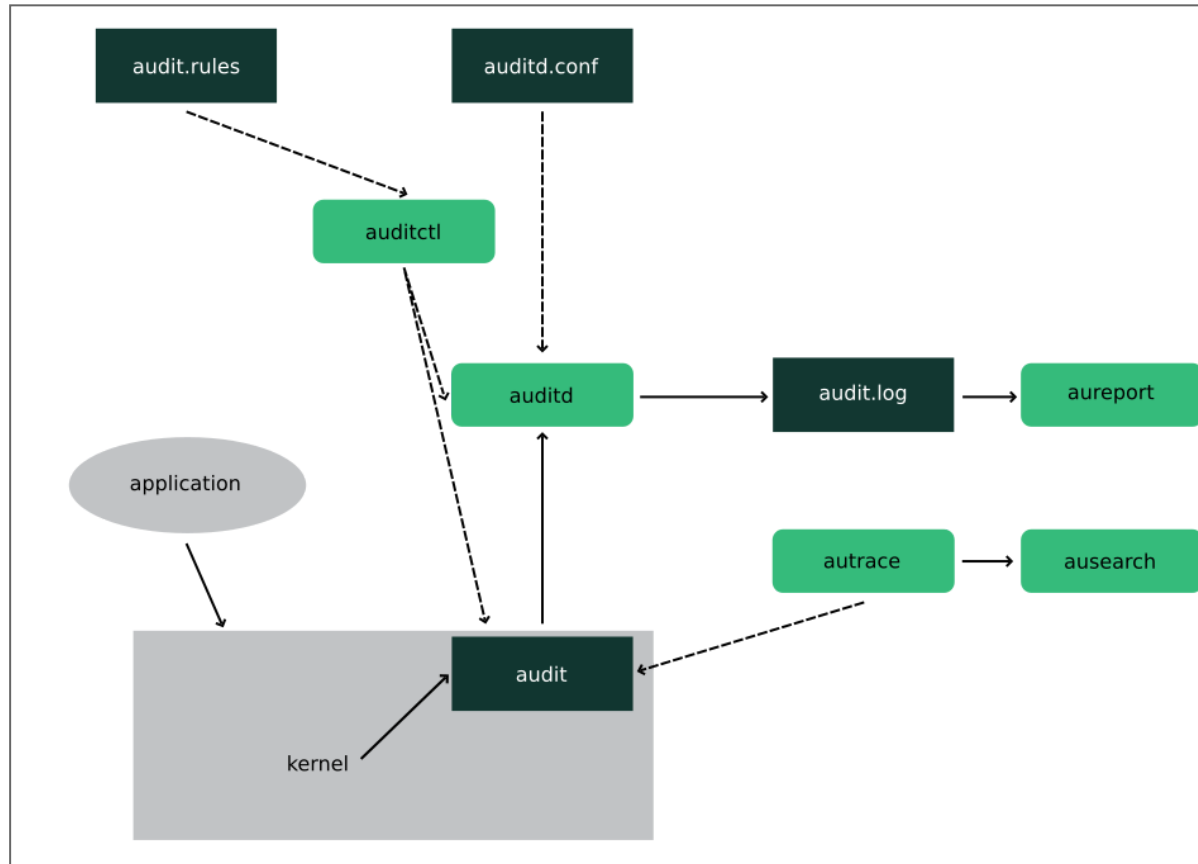 audit.rules
auditd.conf
auditctl
auditd
audit.log
aureport
application
autrace
ausearch
audit
kernel